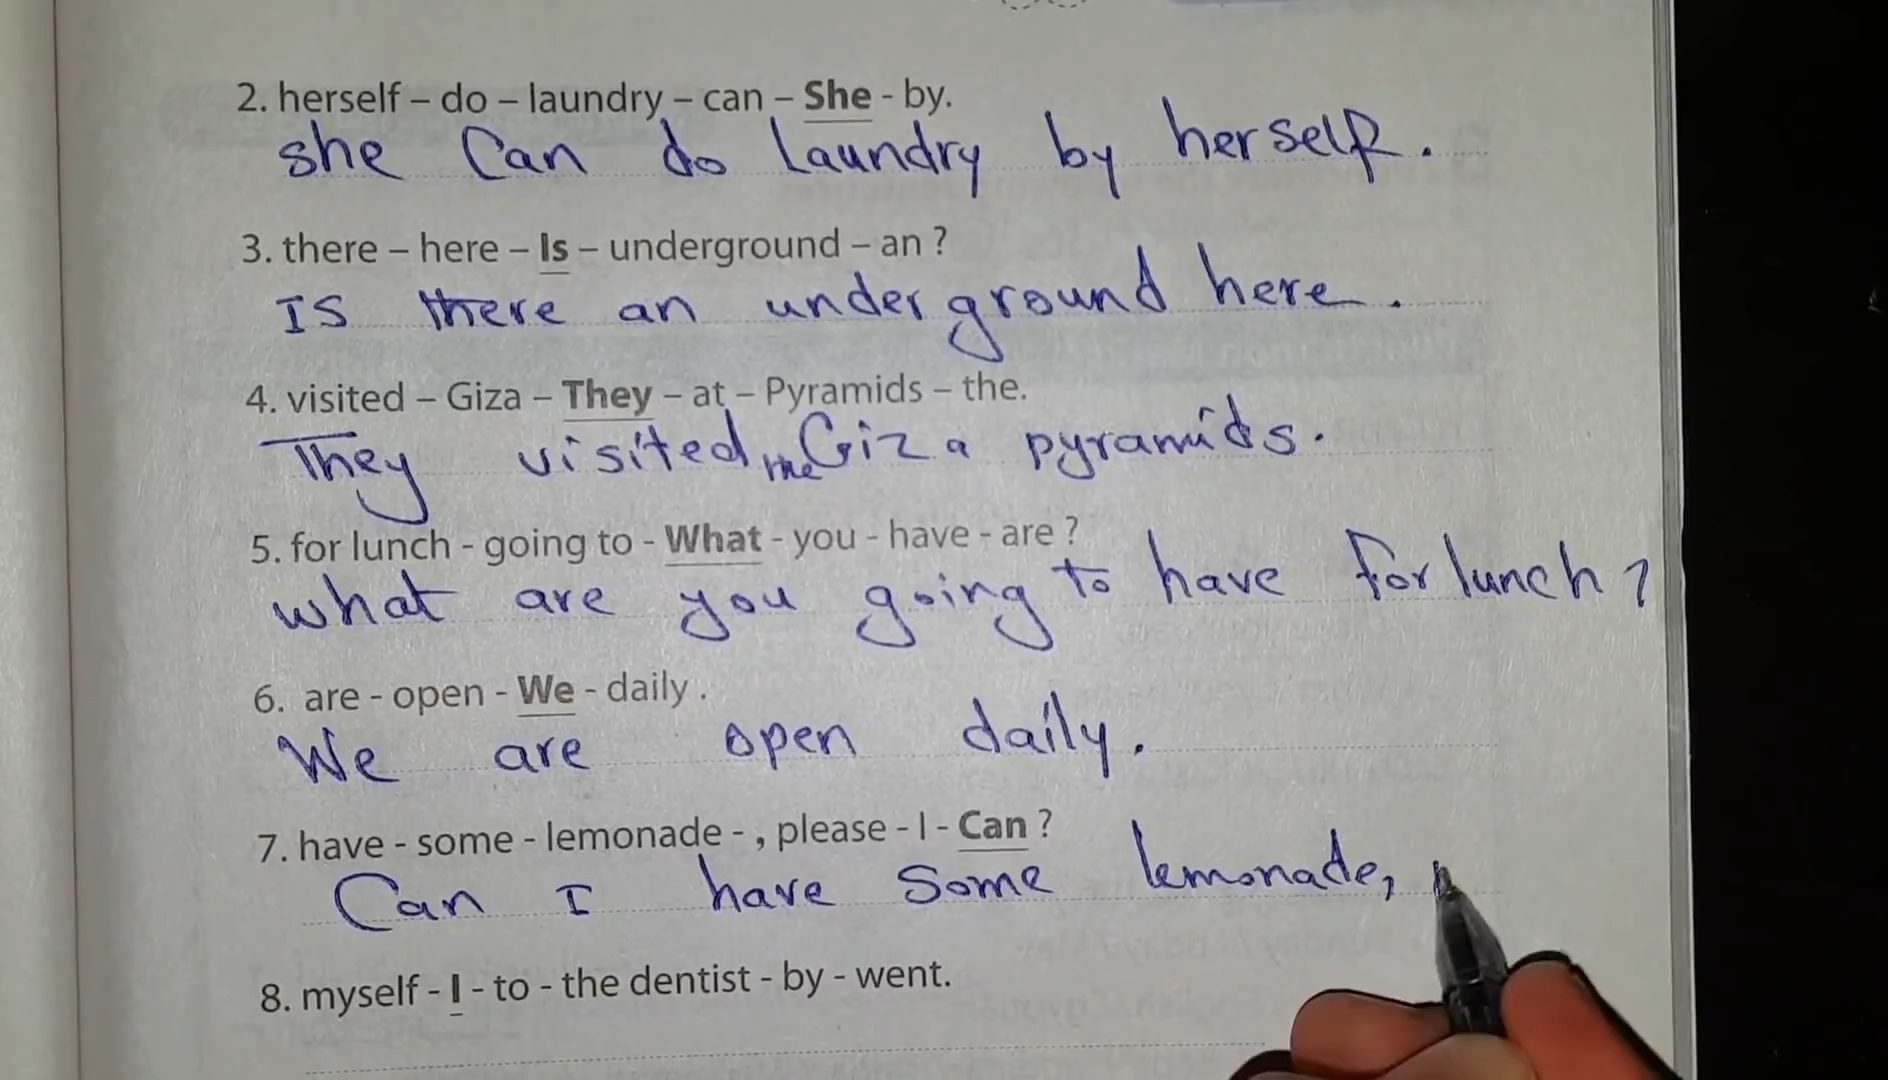 2. herself – do – laundry – can – She - by.
she Can do laundry by herself.
3. there – here – Is – underground – an ?
IS there an underground here.
4. visited – Giza – They – at – Pyramids – the.
They visited the Giza pyramids.
5. for lunch - going to - What - you - have - are ?
what are you going to have for lunch ?
6. are - open - We - daily .
We are open daily.
7. have - some - lemonade - , please - I - Can ?
Can I have some lemonade,
8. myself - I - to - the dentist - by - went.